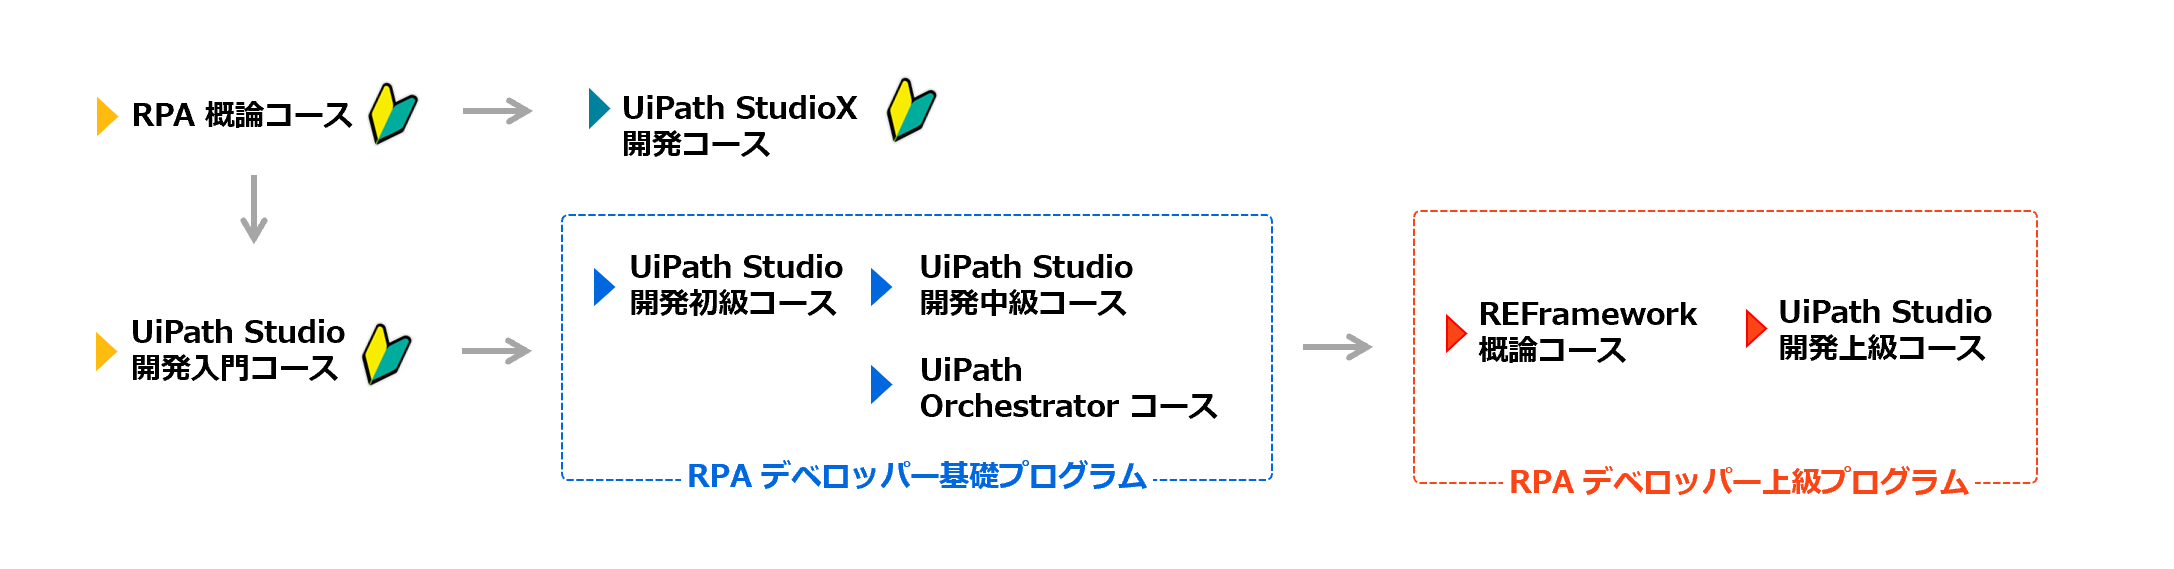 RPA 概論コース
UiPath StudioX
開発コース
UiPath Studio
開発入門コース
UiPath Studio
開発初級コース
UiPath Studio
開発中級コース
UiPath
Orchestrator コース
RPA デベロッパー基礎プログラム
REFramework
概論コース
UiPath Studio
開発上級コース
RPA デベロッパー上級プログラム